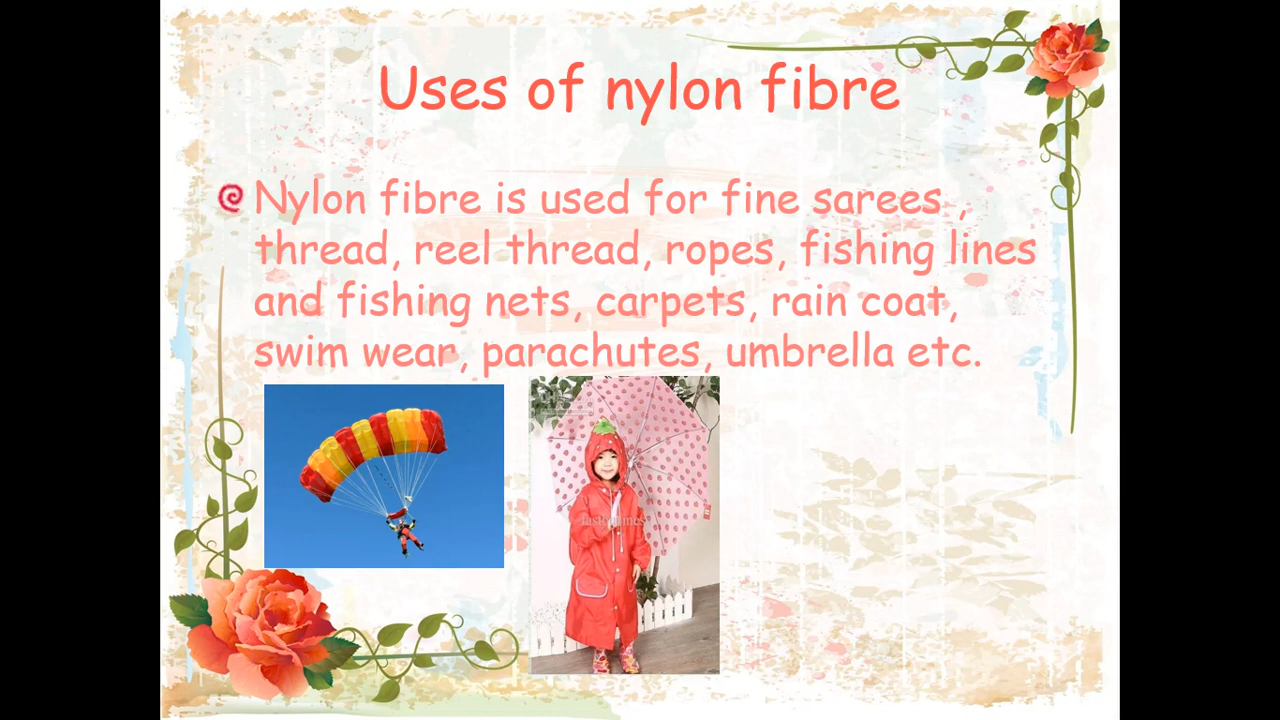 Uses of nylon fibre
Nylon fibre is used for fine sarees ,
thread, reel thread, ropes, fishing lines
and fishing nets, carpets, rain coat,
swim wear, parachutes, umbrella etc.